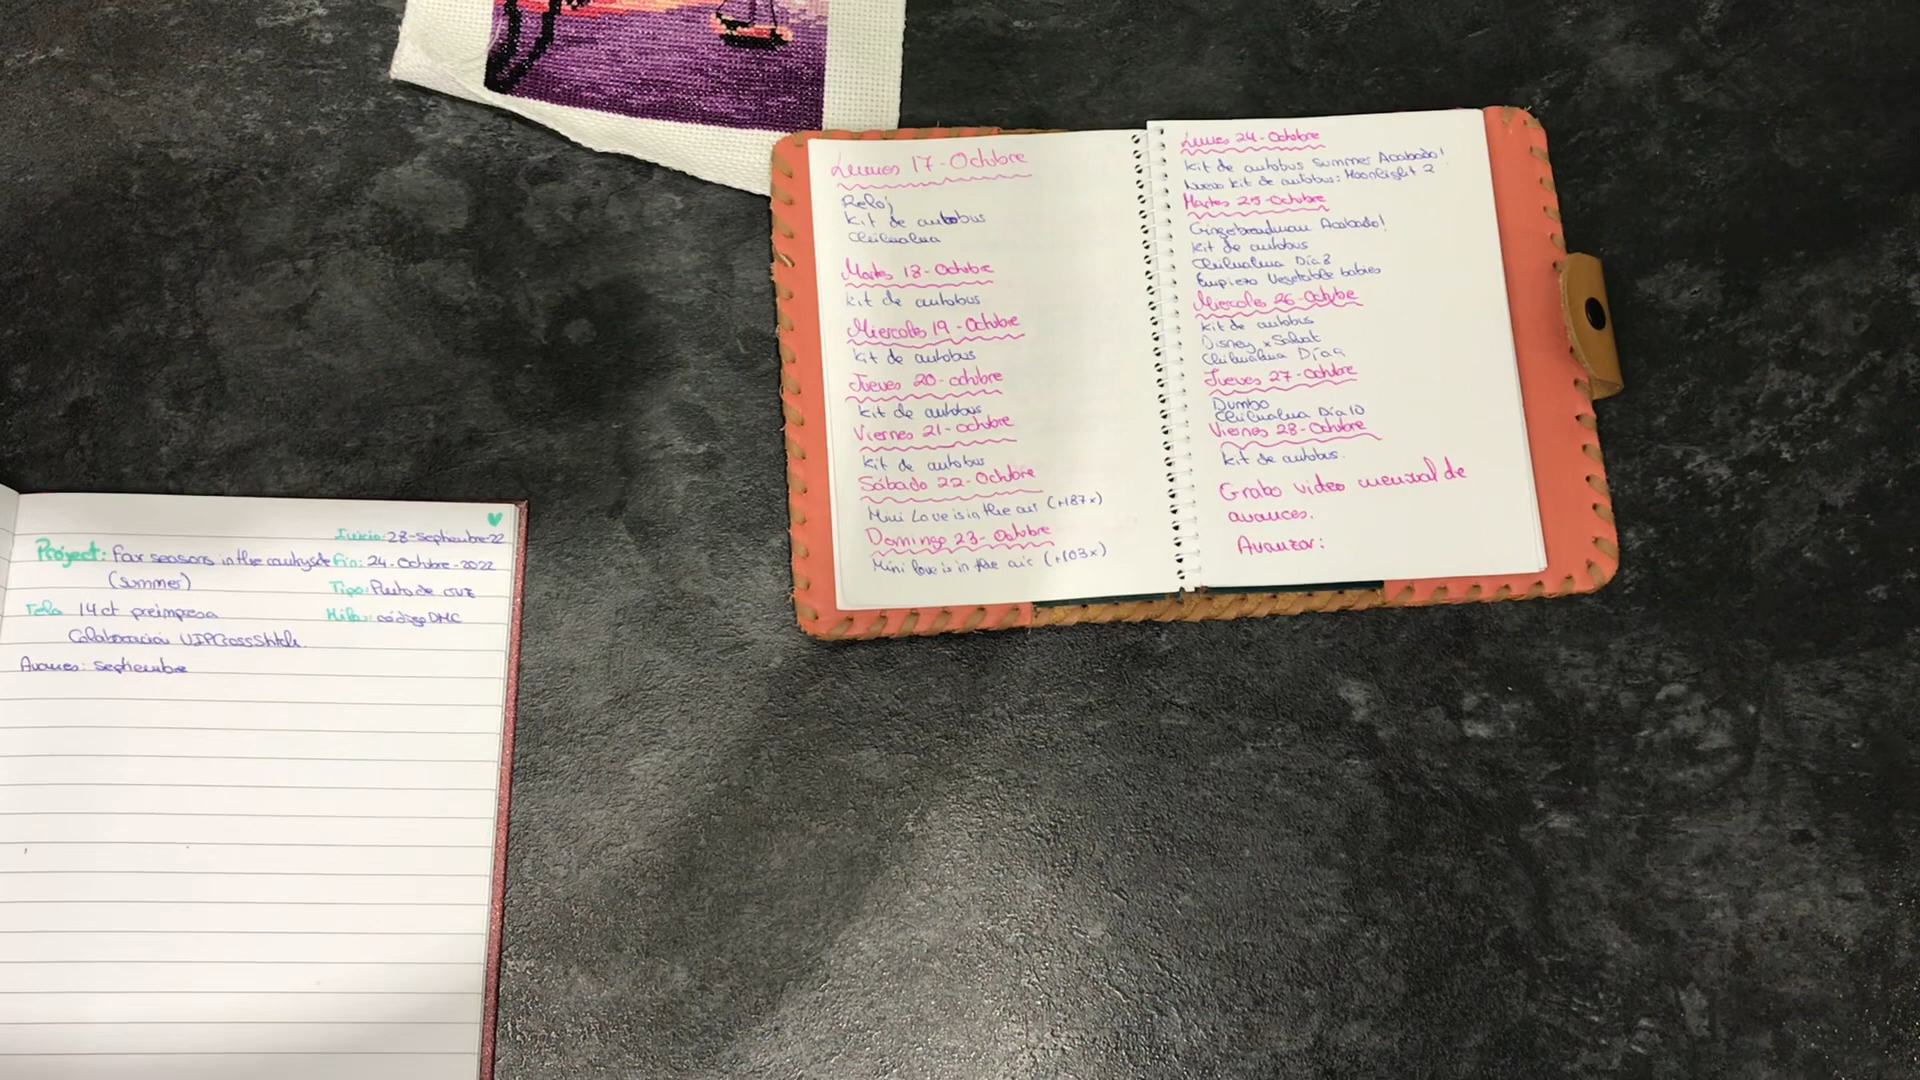 Lunes 17-Octubre
Reloj
Kit de autobus
Chihuahua
Martes 18-Octubre
kit de autobus
Miercoles 19-Octubre
kit de autobus
Jueves 20-octubre
kit de autobus
Viernes 21-Octubre
kit de autobus
Sábado 22-Octubre
Mini Love is in the air (+187x)
Domingo 23-Octubre
Mini love is in the air (+103x)
Lunes 24-Octubre
kit de autobus Summer Acabado!
Nuevo kit de autobus: Moonlight 2
Martes 25-Octubre
Gingerbreadman Acabado!
kit de autobus
Chihuahua Día 8
Empiezo Vegetable babies
Miercoles 26-Octubre
kit de autobus
Disney x Salvat
Chihuahua Día 9
Jueves 27-Octubre
Dumbo
Chihuahua Día 10
Viernes 28-Octubre
kit de autobus.
Grabo video mensual de
avances.
Avanzar:
Inicio: 28-septiembre-22
Project: Four seasons in the countryside Fin: 24-Octubre-2022
(summer) Tipo: Punto de cruz
Tela 14ct preimpresa Hilos: código DMC
Colaboración VIPCrossStitch.
Avances: septiembre